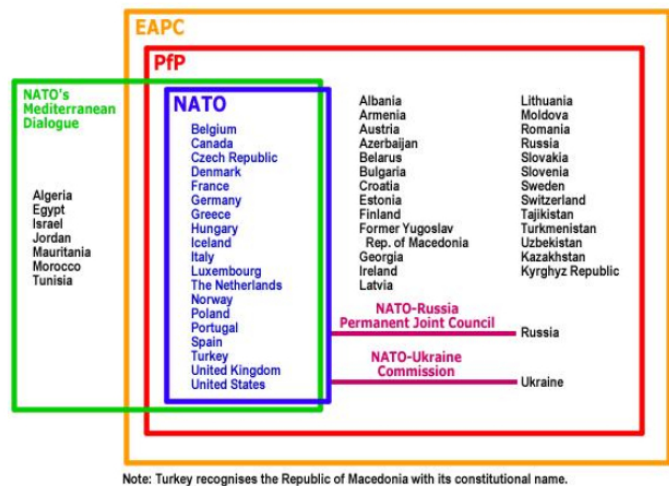 EAPC
PfP
NATO's
Mediterranean
Dialogue
Algeria
Egypt
Israel
Jordan
Mauritania
Morocco
Tunisia
NATO
Belgium
Canada
Czech Republic
Denmark
France
Germany
Greece
Hungary
Iceland
Italy
Luxembourg
The Netherlands
Norway
Poland
Portugal
Spain
Turkey
United Kingdom
United States
Albania
Armenia
Austria
Azerbaijan
Belarus
Bulgaria
Croatia
Estonia
Finland
Former Yugoslav
Rep. of Macedonia
Georgia
Ireland
Latvia
Lithuania
Moldova
Romania
Russia
Slovakia
Slovenia
Sweden
Switzerland
Tajikistan
Turkmenistan
Uzbekistan
Kazakhstan
Kyrghyz Republic
NATO-Russia
Permanent Joint Council
Russia
NATO-Ukraine
Commission
Ukraine
Note: Turkey recognises the Republic of Macedonia with its constitutional name.